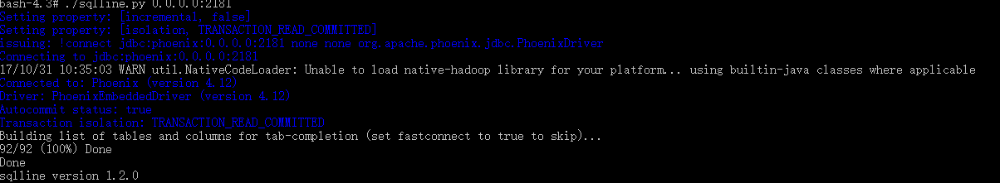 bash-4.3# ./sqlline.py 0.0.0.0:2181
Setting property: [incremental, false]
Setting property: [isolation, TRANSACTION_READ_COMMITTED]
issuing: !connect jdbc:phoenix:0.0.0.0:2181 none none org.apache.phoenix.jdbc.PhoenixDriver
Connecting to jdbc:phoenix:0.0.0.0:2181
17/10/31 10:35:03 WARN util.NativeCodeLoader: Unable to load native-hadoop library for your platform... using builtin-java classes where applicable
Connected to: Phoenix (version 4.12)
Driver: PhoenixEmbeddedDriver (version 4.12)
Autocommit status: true
Transaction isolation: TRANSACTION_READ_COMMITTED
Building list of tables and columns for tab-completion (set fastconnect to true to skip)...
92/92 (100%) Done
Done
sqlline version 1.2.0